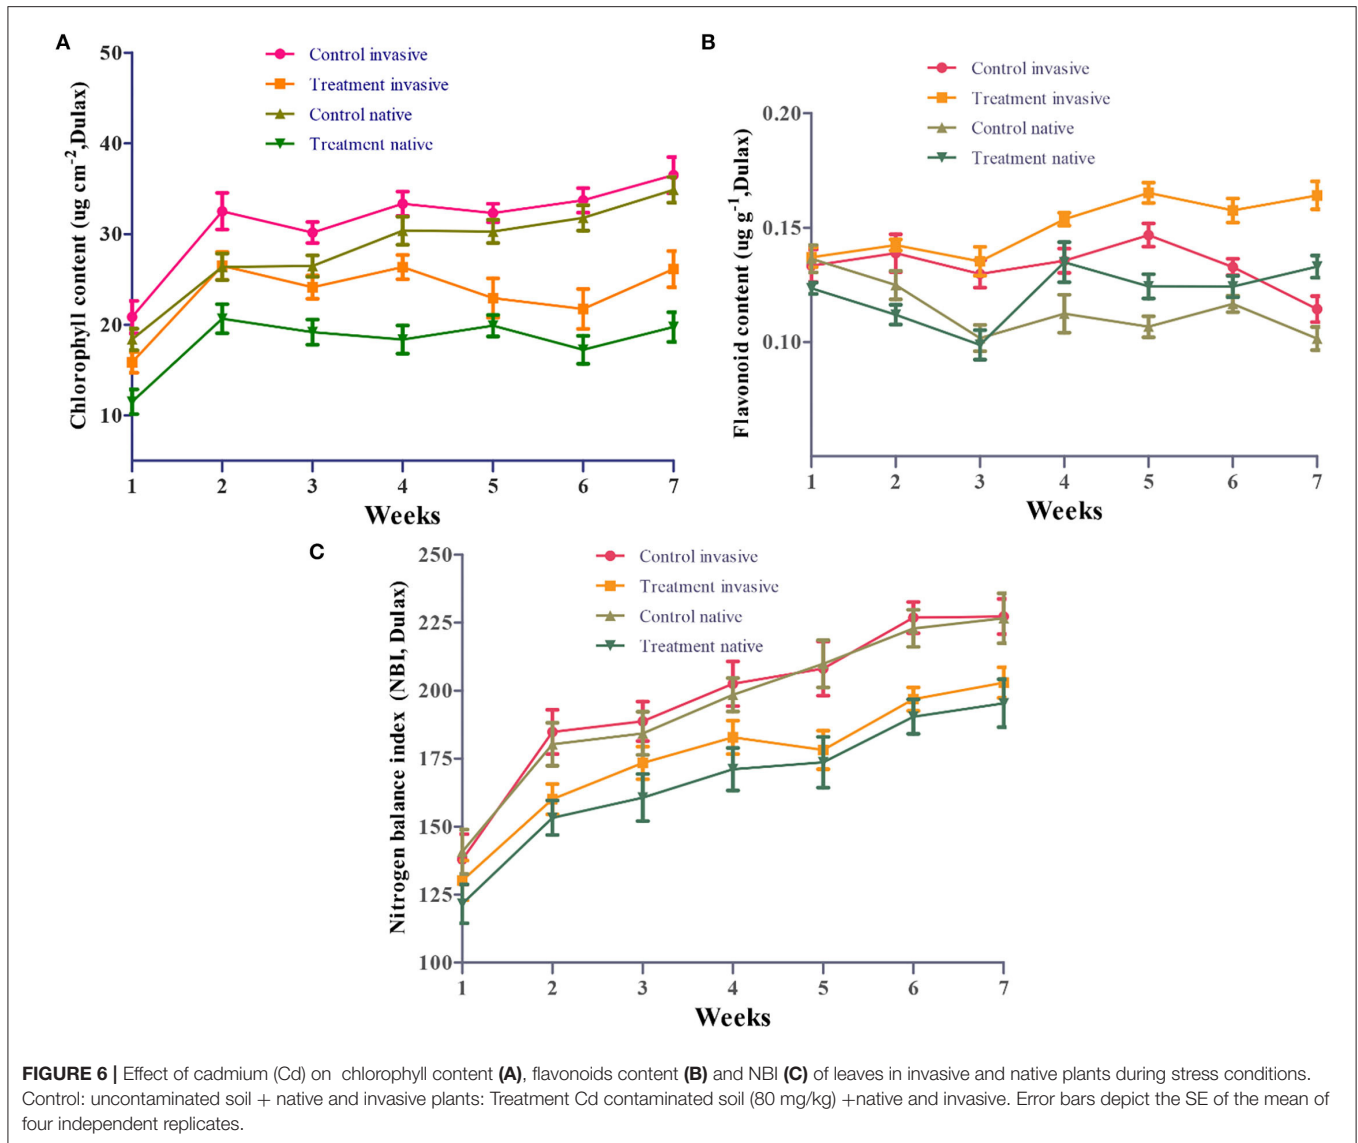 A
Control invasive
Treatment invasive
Control native
Treatment native
Chlorophyll content (ug cm-2,Dulax)
50
40
30
20
10
1 2 3 4 5 6 7
Weeks
B
Control invasive
Treatment invasive
Control native
Treatment native
Flavonoid content (ug g-1,Dulax)
0.20
0.15
0.10
1 2 3 4 5 6 7
Weeks
C
Control invasive
Treatment invasive
Control native
Treatment native
Nitrogen balance index (NBI, Dulax)
250
225
200
175
150
125
100
1 2 3 4 5 6 7
Weeks
FIGURE 6 | Effect of cadmium (Cd) on chlorophyll content (A), flavonoids content (B) and NBI (C) of leaves in invasive and native plants during stress conditions.
Control: uncontaminated soil + native and invasive plants: Treatment Cd contaminated soil (80 mg/kg) +native and invasive. Error bars depict the SE of the mean of
four independent replicates.